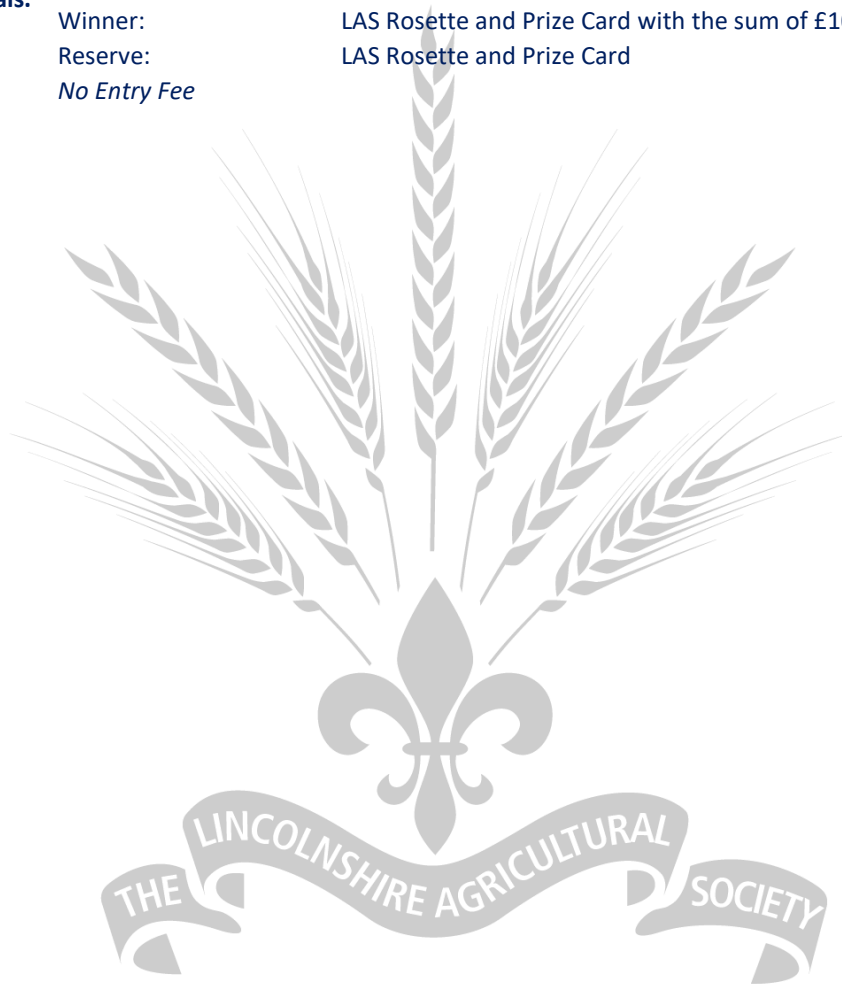 Winner: LAS Rosette and Prize Card with the sum of
Reserve: LAS Rosette and Prize Card
No Entry Fee
THE LINCOLNSHIRE AGRICULTURAL SOCIETY